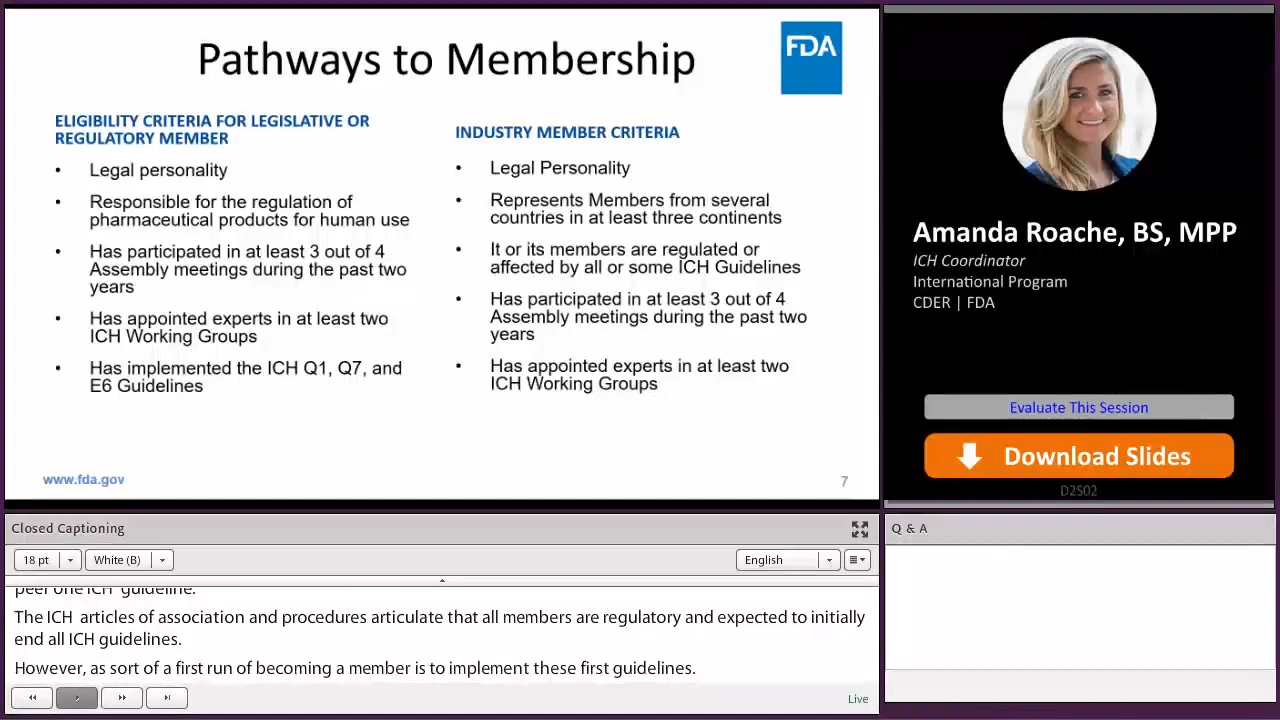 Pathways to Membership
FDA
ELIGIBILITY CRITERIA FOR LEGISLATIVE OR
REGULATORY MEMBER
• Legal personality
• Responsible for the regulation of
pharmaceutical products for human use
• Has participated in at least 3 out of 4
Assembly meetings during the past two
years
• Has appointed experts in at least two
ICH Working Groups
• Has implemented the ICH Q1, Q7, and
E6 Guidelines
INDUSTRY MEMBER CRITERIA
• Legal Personality
• Represents Members from several
countries in at least three continents
• It or its members are regulated or
affected by all or some ICH Guidelines
• Has participated in at least 3 out of 4
Assembly meetings during the past two
years
• Has appointed experts in at least two
ICH Working Groups
www.fda.gov
7
Amanda Roache, BS, MPP
ICH Coordinator
International Program
CDER | FDA
Evaluate This Session
Download Slides
D2S02
Closed Captioning
18 pt
White (B)
English
peer one ICH guideline.
The ICH articles of association and procedures articulate that all members are regulatory and expected to initially
end all ICH guidelines.
However, as sort of a first run of becoming a member is to implement these first guidelines.
Live
Q & A